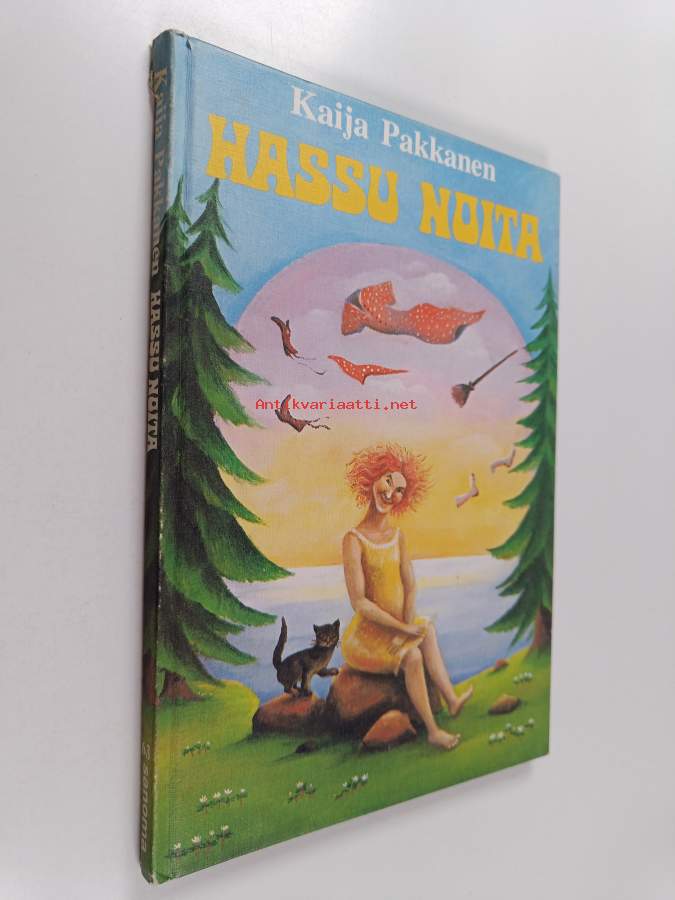 Kaija Pakkanen
HASSU NOITA
Antikvariaatti.net
Kaija Pakkanen HASSU NOITA
sanoma